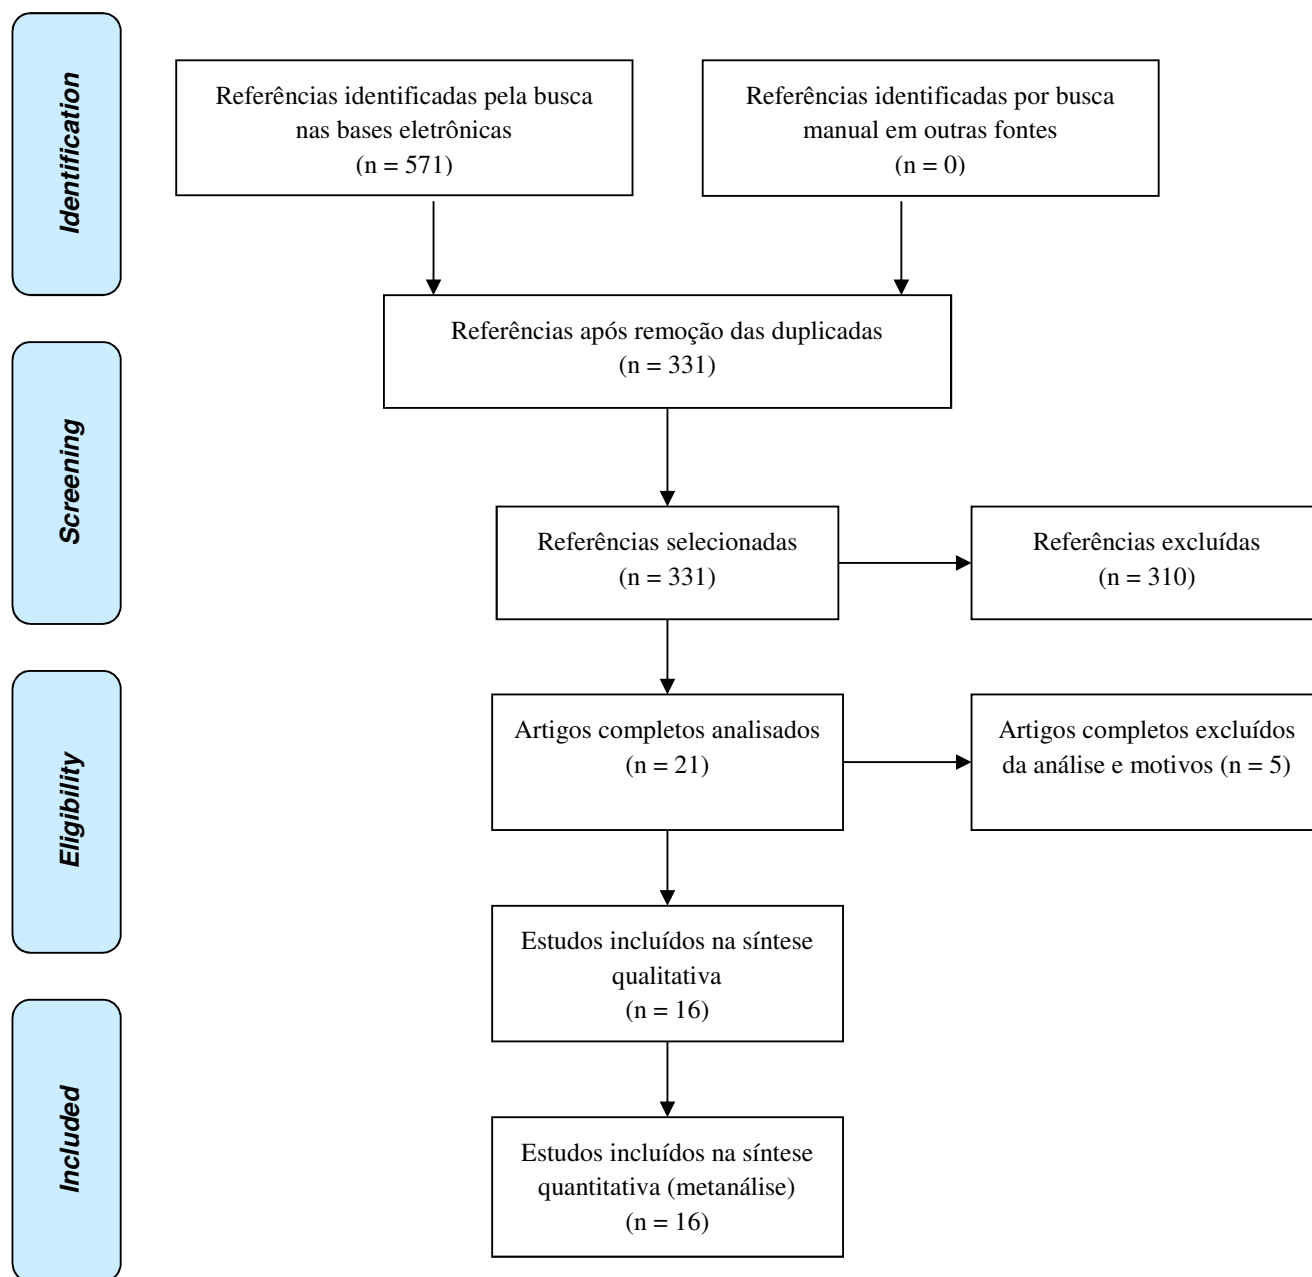 Identification
Referências identificadas pela busca
nas bases eletrônicas
(n = 571)
Referências identificadas por busca
manual em outras fontes
(n = 0)
Referências após remoção das duplicadas
(n = 331)
Screening
Referências selecionadas
(n = 331)
Referências excluídas
(n = 310)
Eligibility
Artigos completos analisados
(n = 21)
Artigos completos excluídos
da análise e motivos (n = 5)
Estudos incluídos na síntese
qualitativa
(n = 16)
Included
Estudos incluídos na síntese
quantitativa (metanálise)
(n = 16)